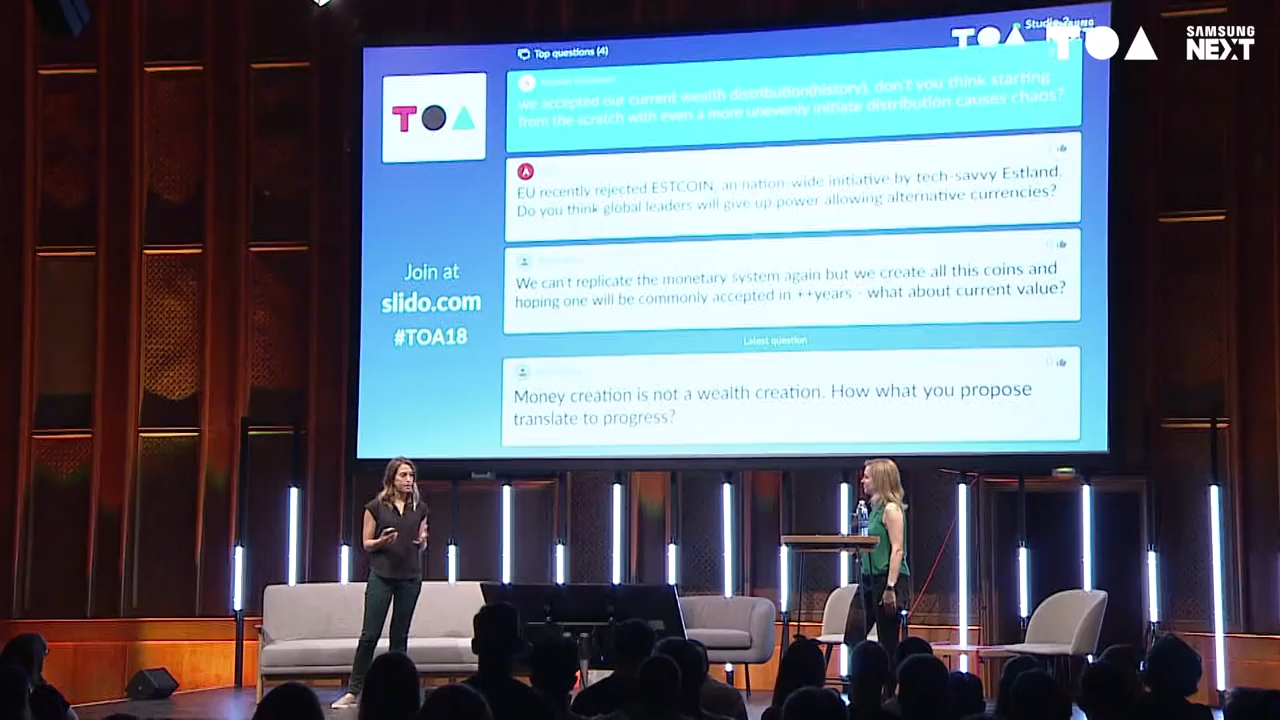 Top questions (4)
Studio 2
SAMSUNG
TOA
TOA
SAMSUNG
NEXT
we accepted our current wealth distribution(history), don't you think starting
from the scratch with even a more unevenly initiate distribution causes chaos?
TOA
EU recently rejected ESTCOIN, an nation-wide initiative by tech-savvy Estland.
Do you think global leaders will give up power allowing alternative currencies?
We can't replicate the monetary system again but we create all this coins and
hoping one will be commonly accepted in ++years - what about current value?
Join at
slido.com
#TOA18
Latest question
Money creation is not a wealth creation. How what you propose
translate to progress?